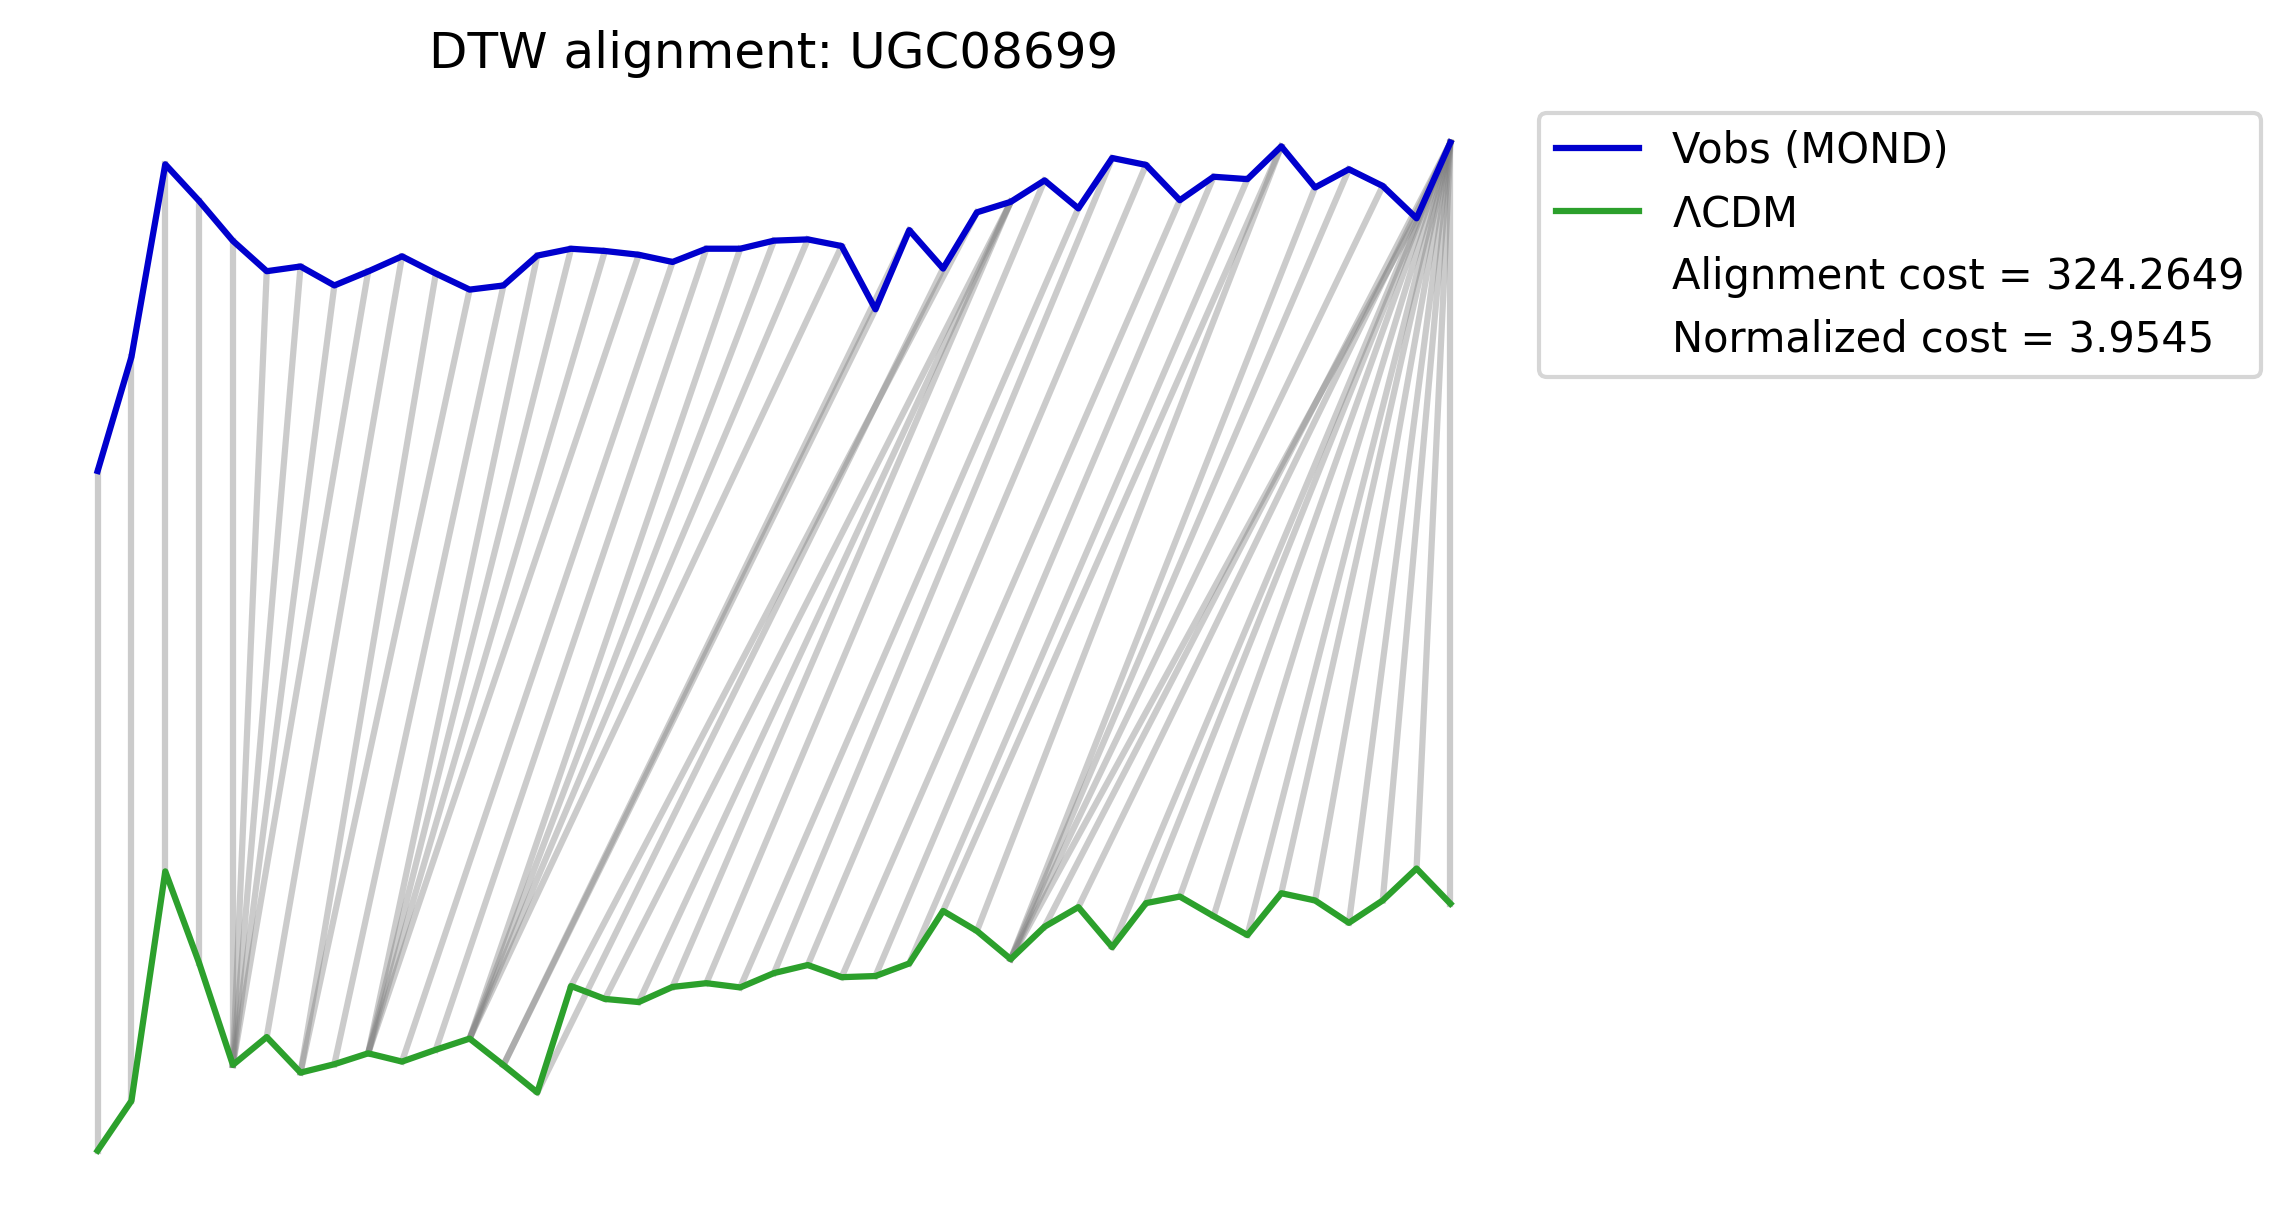 DTW alignment: UGC08699
Vobs (MOND)
ΛCDM
Alignment cost = 324.2649
Normalized cost = 3.9545